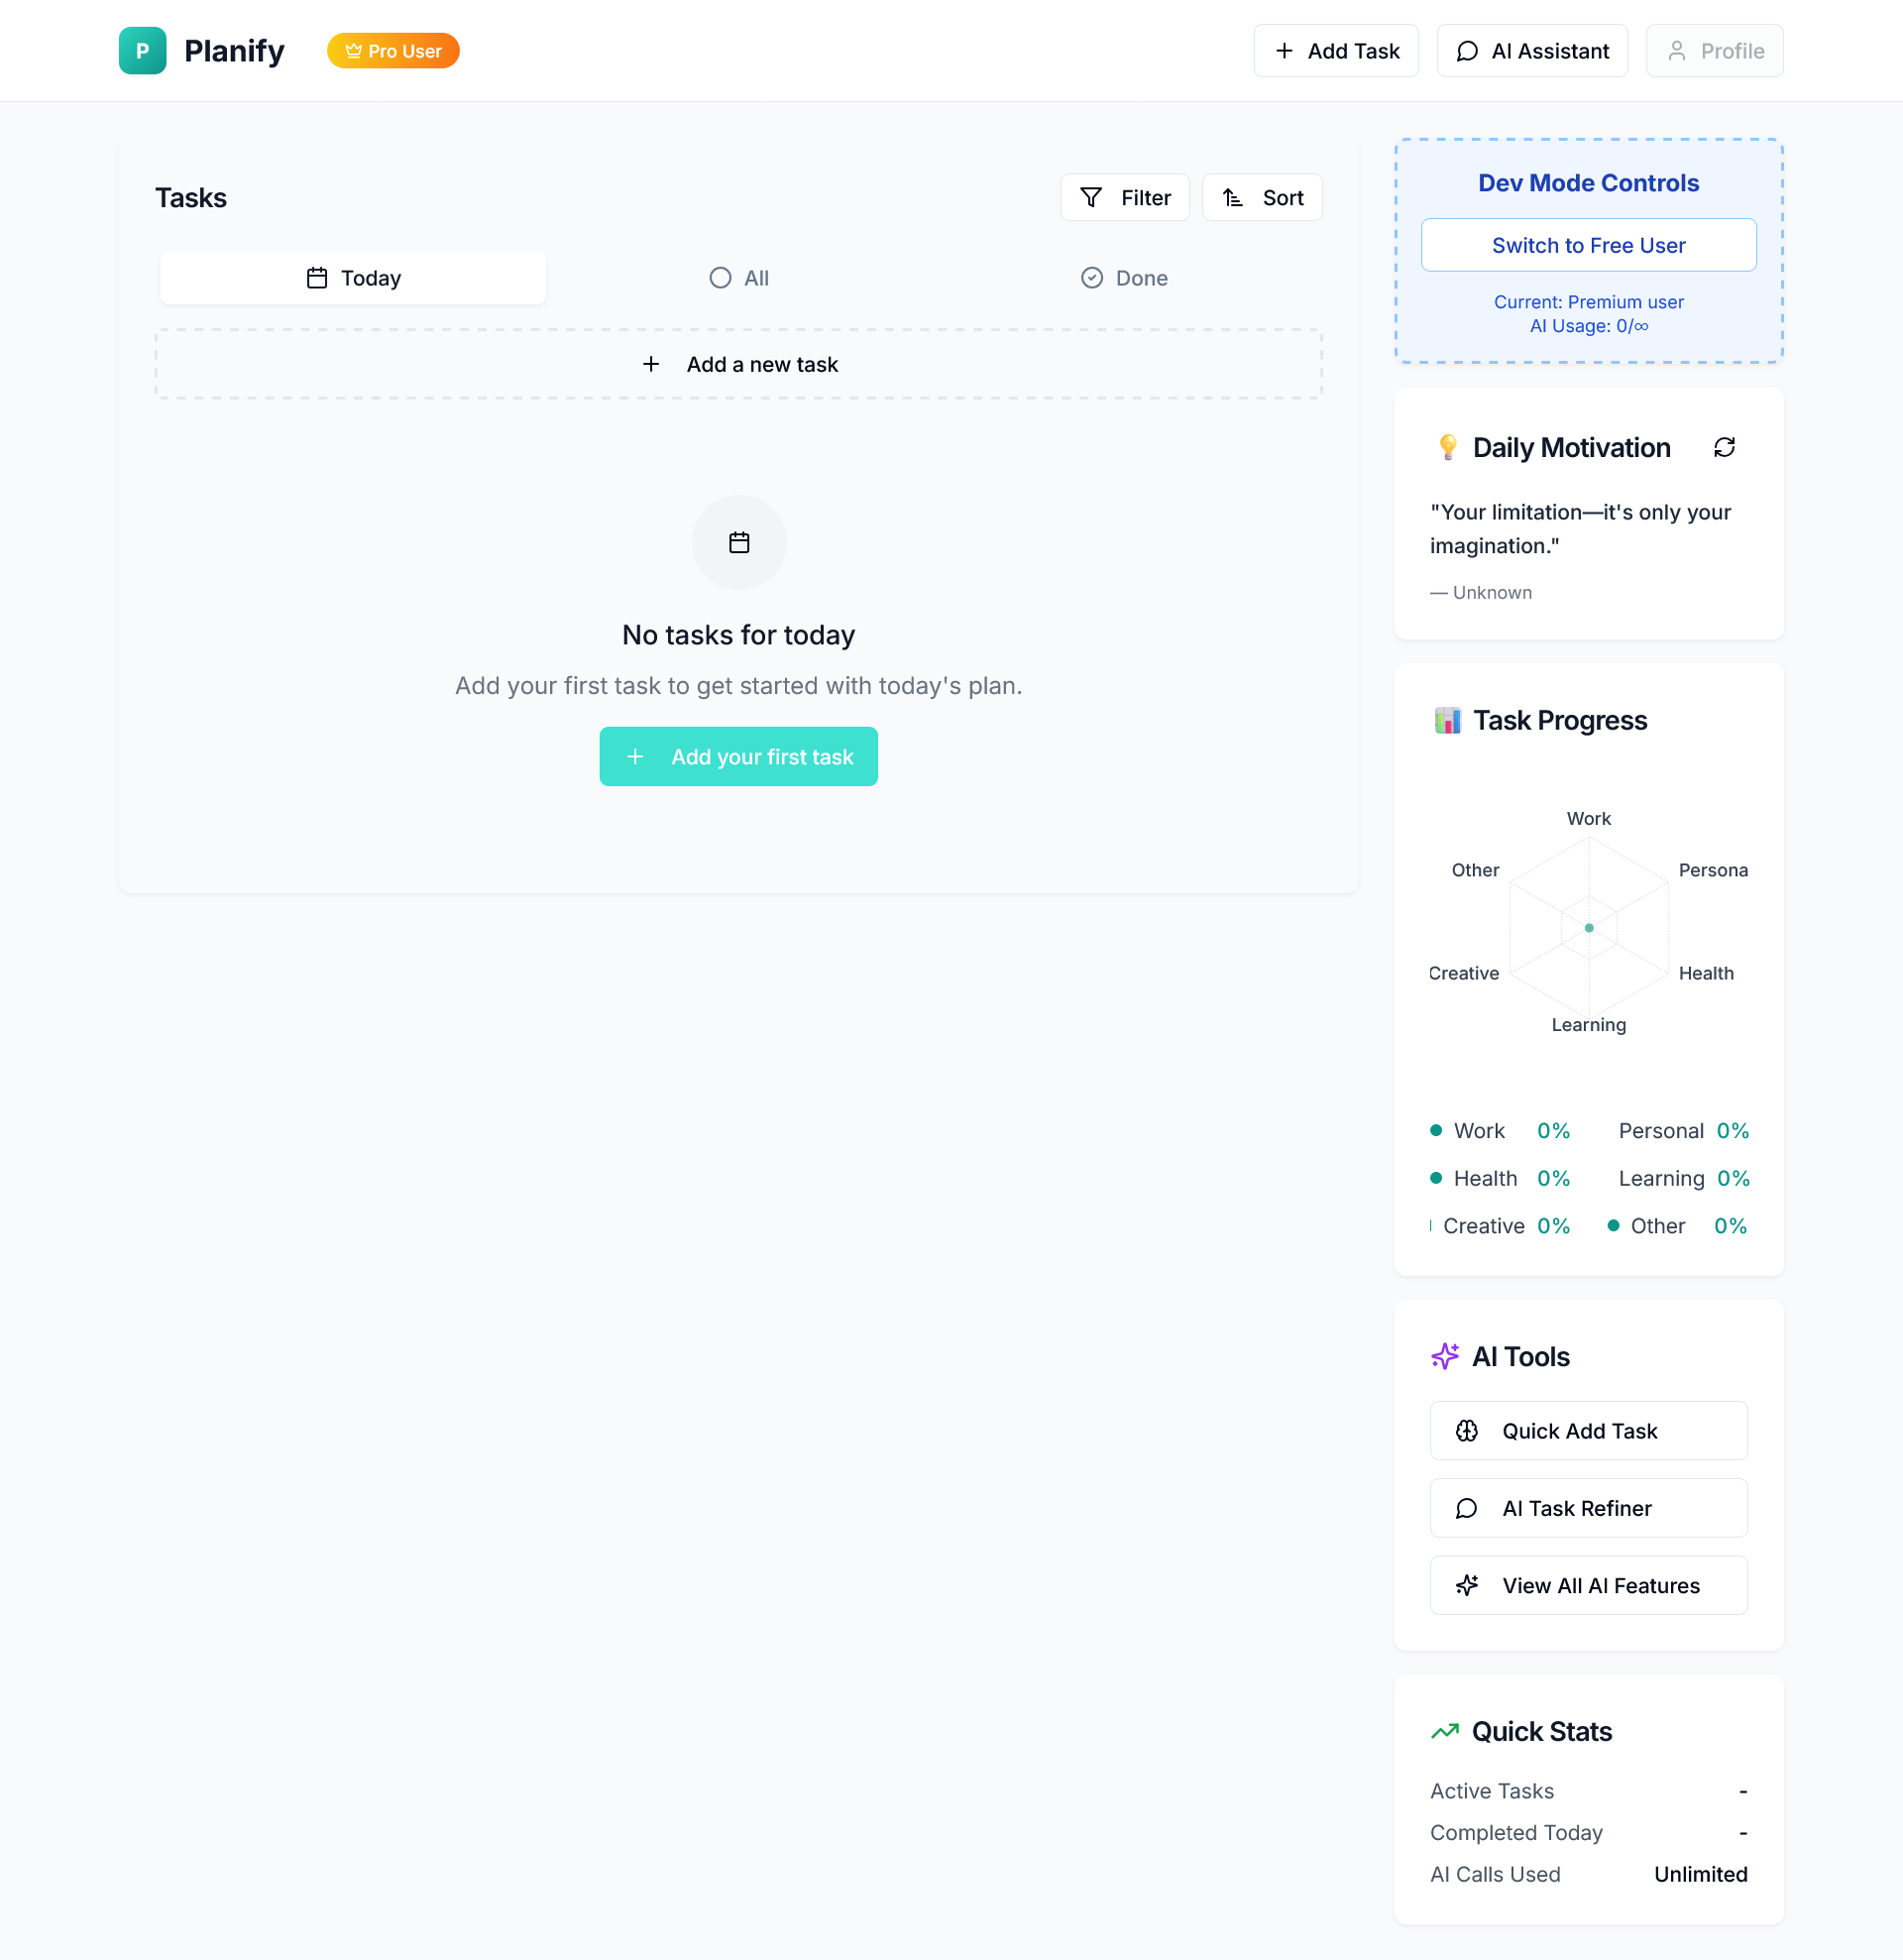 P
Planify
Pro User
Add Task
AI Assistant
Profile
Tasks
Filter
Sort
Today
All
Done
Add a new task
No tasks for today
Add your first task to get started with today's plan.
Add your first task
Dev Mode Controls
Switch to Free User
Current: Premium user
AI Usage: 0/∞
Daily Motivation
"Your limitation—it's only your
imagination."
— Unknown
Task Progress
Work
Other
Persona
Creative
Health
Learning
Work 0%
Personal 0%
Health 0%
Learning 0%
Creative 0%
Other 0%
AI Tools
Quick Add Task
AI Task Refiner
View All AI Features
Quick Stats
Active Tasks -
Completed Today -
AI Calls Used Unlimited